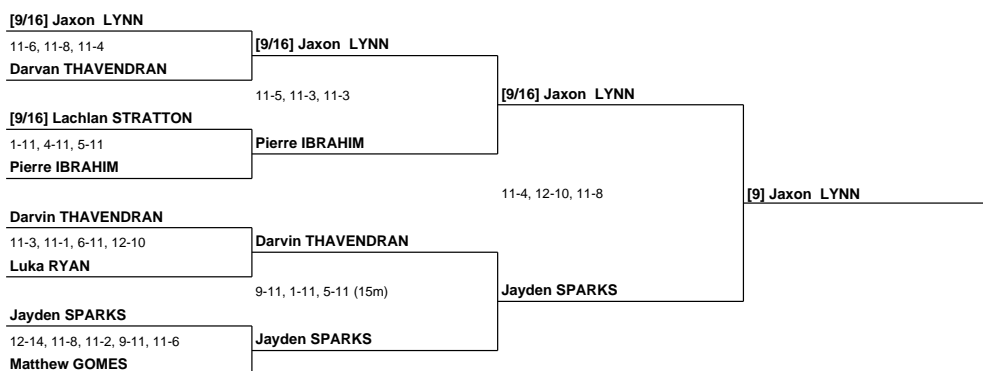 [9/16] Jaxon LYNN
11-6, 11-8, 11-4
Darvan THAVENDRAN
[9/16] Lachlan STRATTON
1-11, 4-11, 5-11
Pierre IBRAHIM
Darvin THAVENDRAN
11-3, 11-1, 6-11, 12-10
Luka RYAN
Jayden SPARKS
12-14, 11-8, 11-2, 9-11, 11-6
Matthew GOMES
[9/16] Jaxon LYNN
11-5, 11-3, 11-3
Pierre IBRAHIM
Darvin THAVENDRAN
9-11, 1-11, 5-11 (15m)
Jayden SPARKS
[9/16] Jaxon LYNN
11-4, 12-10, 11-8
Jayden SPARKS
[9] Jaxon LYNN